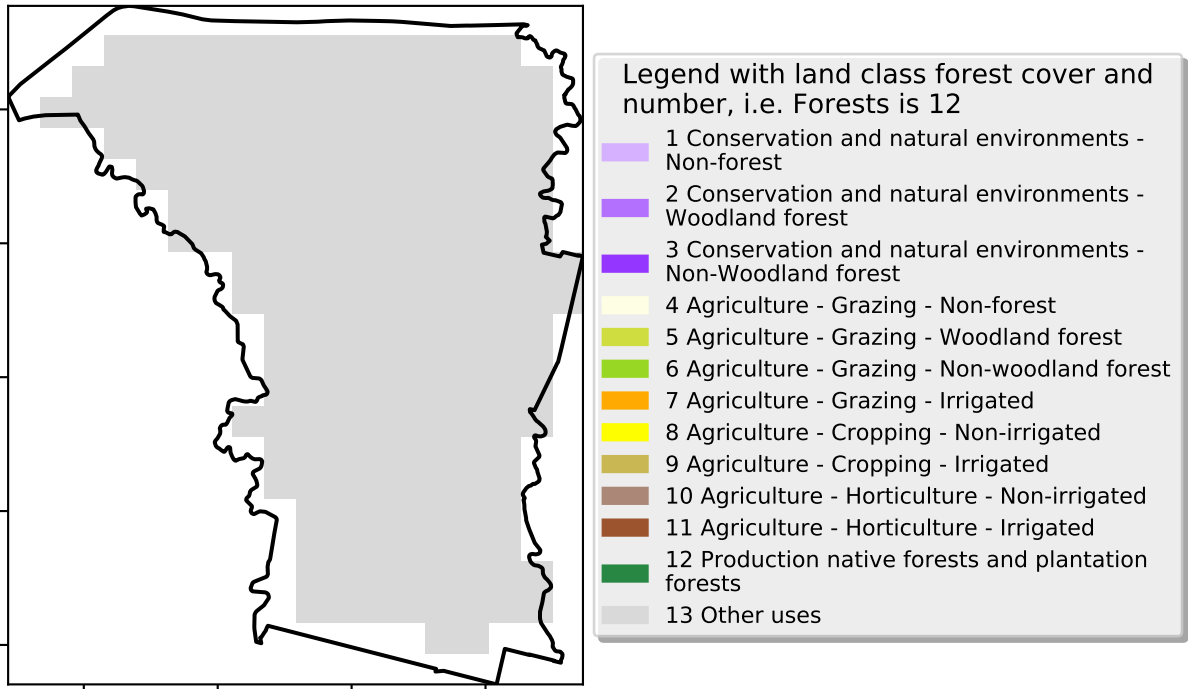 Legend with land class forest cover and
number, i.e. Forests is 12
1 Conservation and natural environments -
Non-forest
2 Conservation and natural environments -
Woodland forest
3 Conservation and natural environments -
Non-Woodland forest
4 Agriculture - Grazing - Non-forest
5 Agriculture - Grazing - Woodland forest
6 Agriculture - Grazing - Non-woodland forest
7 Agriculture - Grazing - Irrigated
8 Agriculture - Cropping - Non-irrigated
9 Agriculture - Cropping - Irrigated
10 Agriculture - Horticulture - Non-irrigated
11 Agriculture - Horticulture - Irrigated
12 Production native forests and plantation
forests
13 Other uses